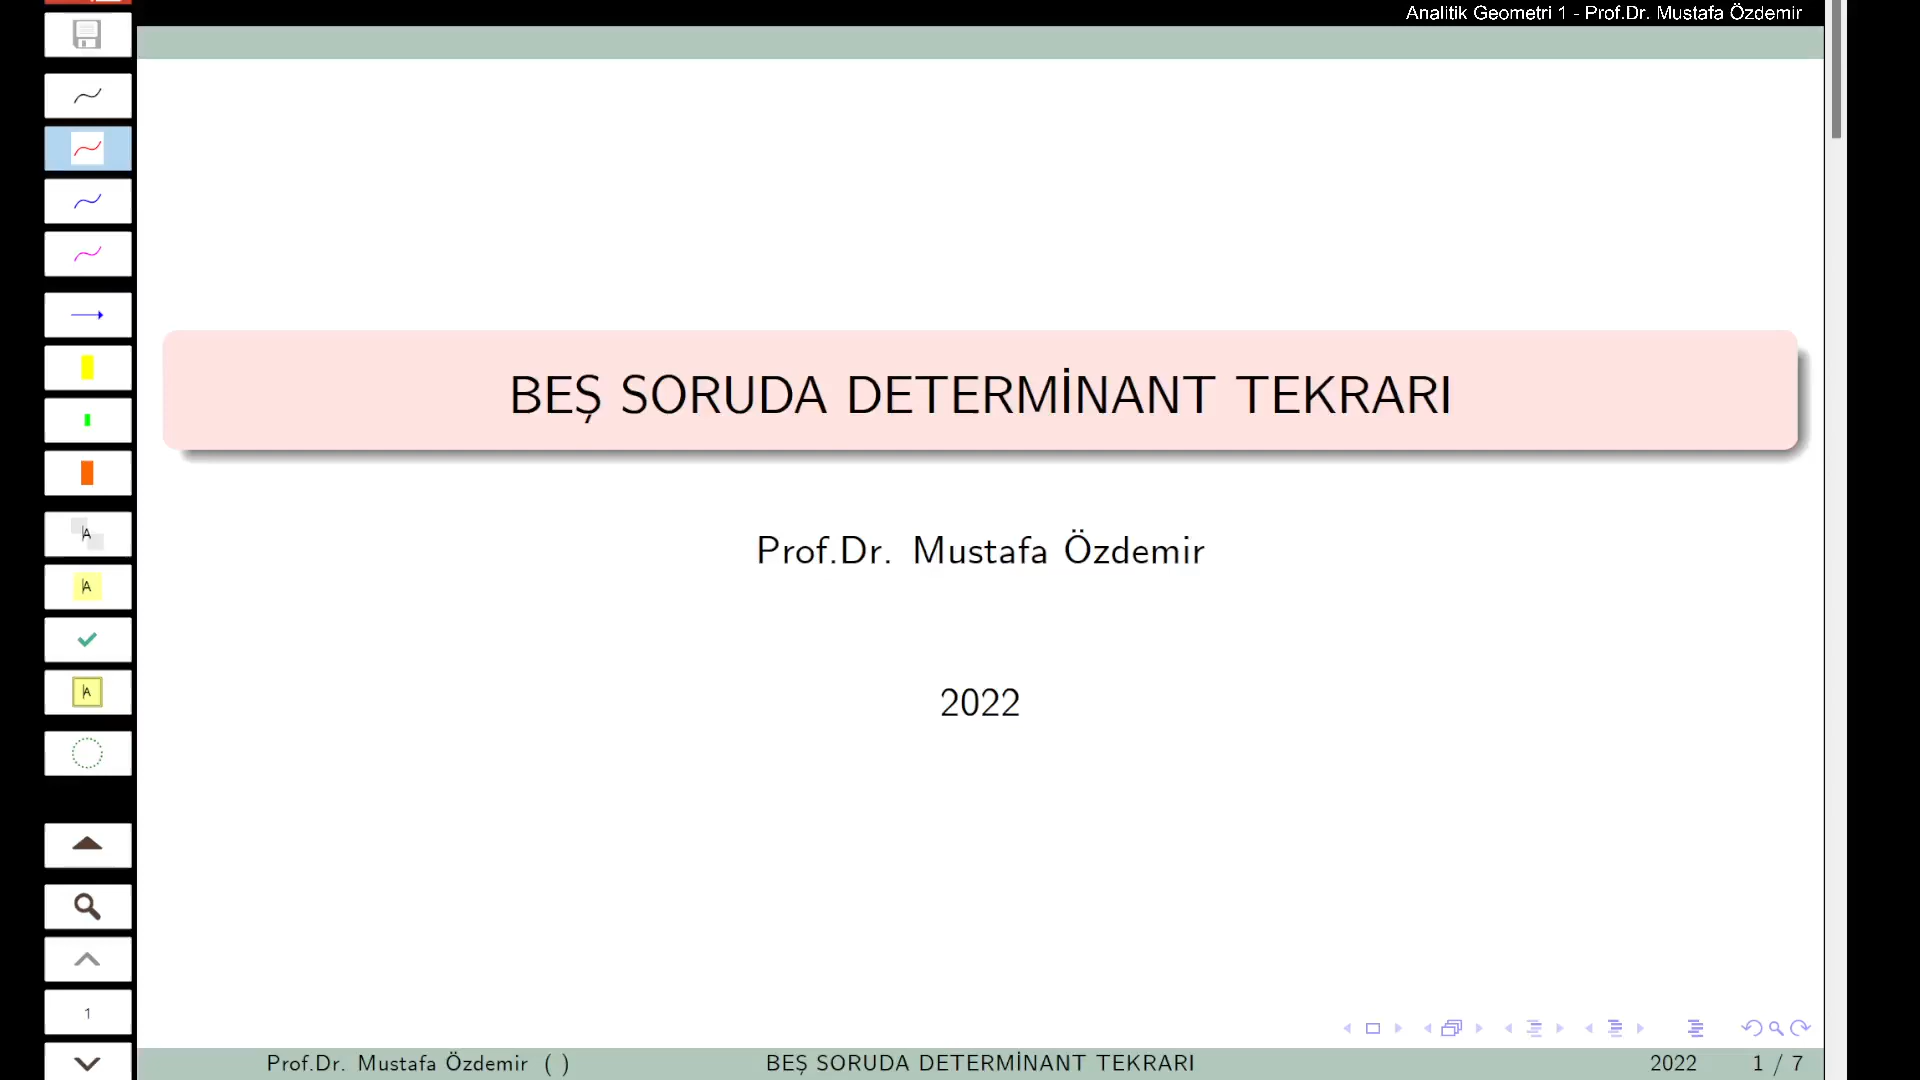 Analitik Geometri 1 - Prof.Dr. Mustafa Özdemir
BEŞ SORUDA DETERMİNANT TEKRARI
Prof.Dr. Mustafa Özdemir
2022
A
A
A
1
Prof.Dr. Mustafa Özdemir ( ) BEŞ SORUDA DETERMİNANT TEKRARI 2022 1 / 7